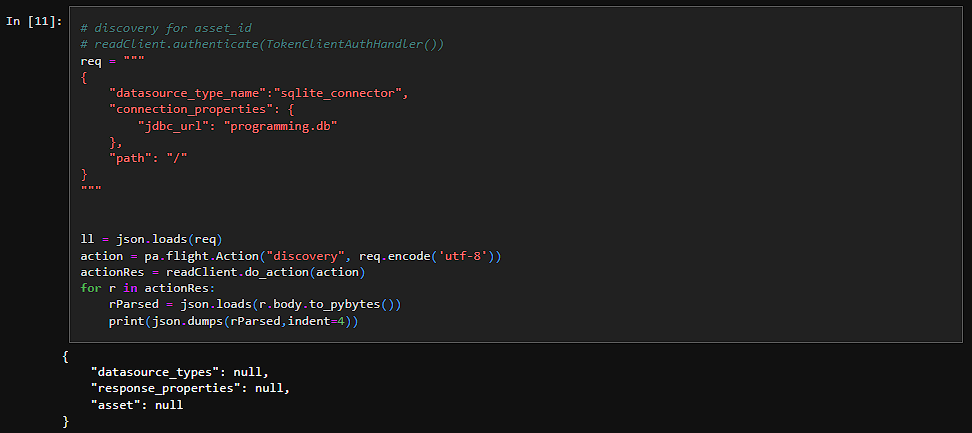 In [11]:
# discovery for asset_id
# readClient.authenticate(TokenClientAuthHandler())
req = """
{
    "datasource_type_name":"sqlite_connector",
    "connection_properties": {
        "jdbc_url": "programming.db"
    },
    "path": "/"
}
"""
ll = json.loads(req)
action = pa.flight.Action("discovery", req.encode('utf-8'))
actionRes = readClient.do_action(action)
for r in actionRes:
    rParsed = json.loads(r.body.to_pybytes())
    print(json.dumps(rParsed,indent=4))
{
    "datasource_types": null,
    "response_properties": null,
    "asset": null
}